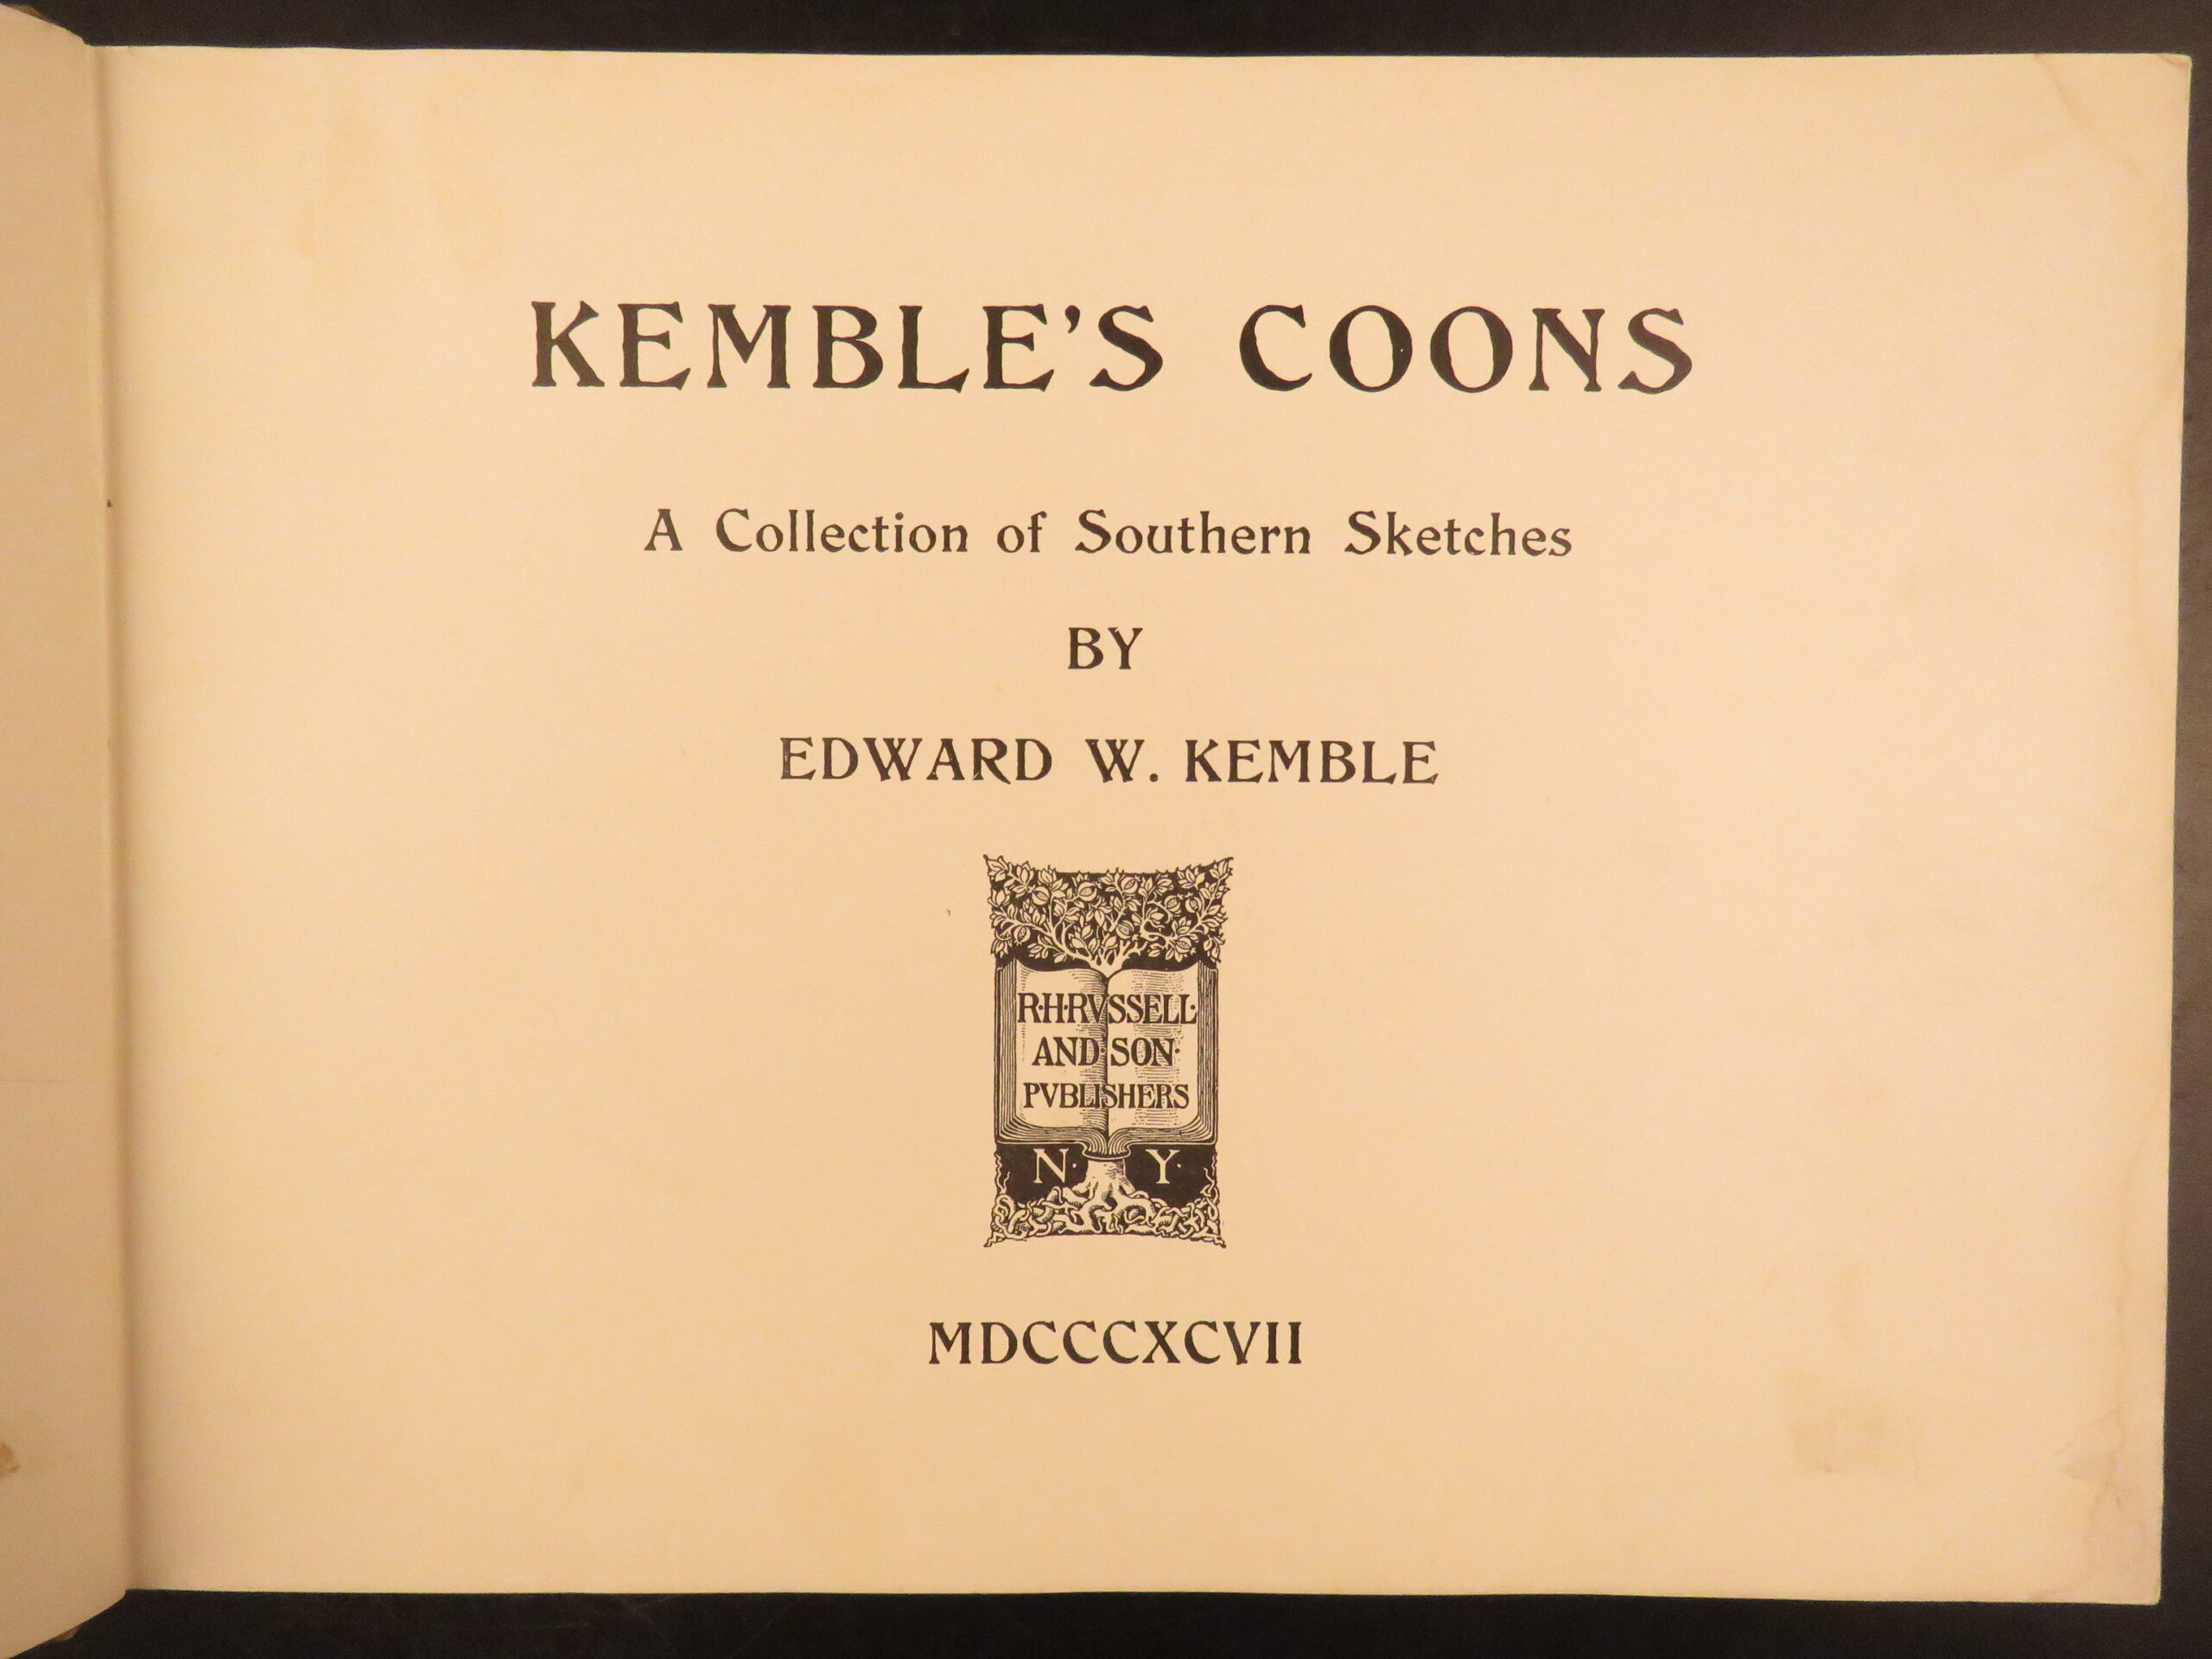 KEMBLE'S COONS
A Collection of Southern Sketches
BY
EDWARD W. KEMBLE
R·H·RVSSELL·
AND·SON·
PVBLISHERS
N· Y·
MDCCCXCVII